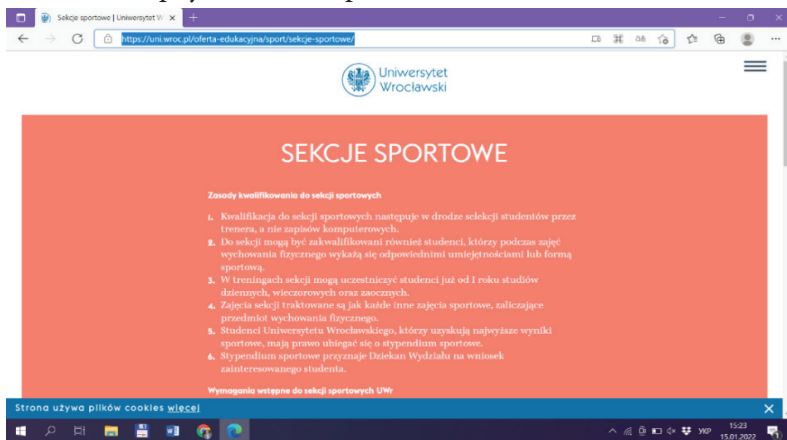 Sekcje sportowe | Uniwersytet W
https://uni.wroc.pl/oferta-edukacyjna/sport/sekcje-sportowe/
Uniwersytet
Wrocławski
SEKCJE SPORTOWE
Zasady kwalifikowania do sekcji sportowych
1. Kwalifikacja do sekcji sportowych następuje w drodze selekcji studentów przez
trenera, a nie zapisów komputerowych.
2. Do sekcji mogą być zakwalifikowani również studenci, którzy podczas zajęć
wychowania fizycznego wykażą się odpowiednimi umiejętnościami lub formą
sportową.
3. W treningach sekcji mogą uczestniczyć studenci już od 1 roku studiów
dziennych, wieczorowych oraz zaocznych.
4. Zajęcia sekcji traktowane są jak każde inne zajęcia sportowe, zaliczające
przedmiot wychowania fizycznego.
5. Studenci Uniwersytetu Wrocławskiego, którzy uzyskują najwyższe wyniki
sportowe, mają prawo ubiegać się o stypendium sportowe.
6. Stypendium sportowe przyznaje Dziekan Wydziału na wniosek
zainteresowanego studenta.
Wymagania wstępne do sekcji sportowych UWr
Strona używa plików cookies więcej
УКР
15:23
15.01.2022